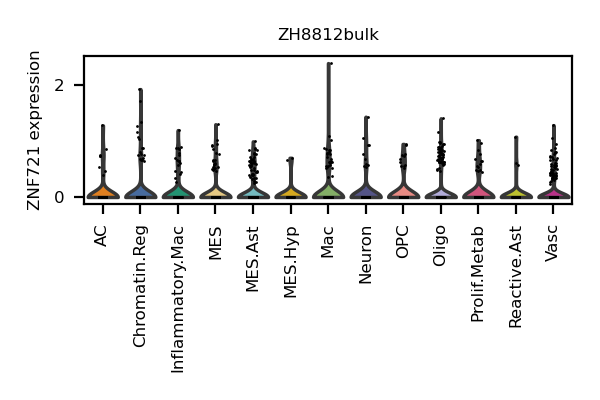 ZH8812bulk
ZNF721 expression
2
0
AC
Chromatin.Reg
Inflammatory.Mac
MES
MES.Ast
MES.Hyp
Mac
Neuron
OPC
Oligo
Prolif.Metab
Reactive.Ast
Vasc